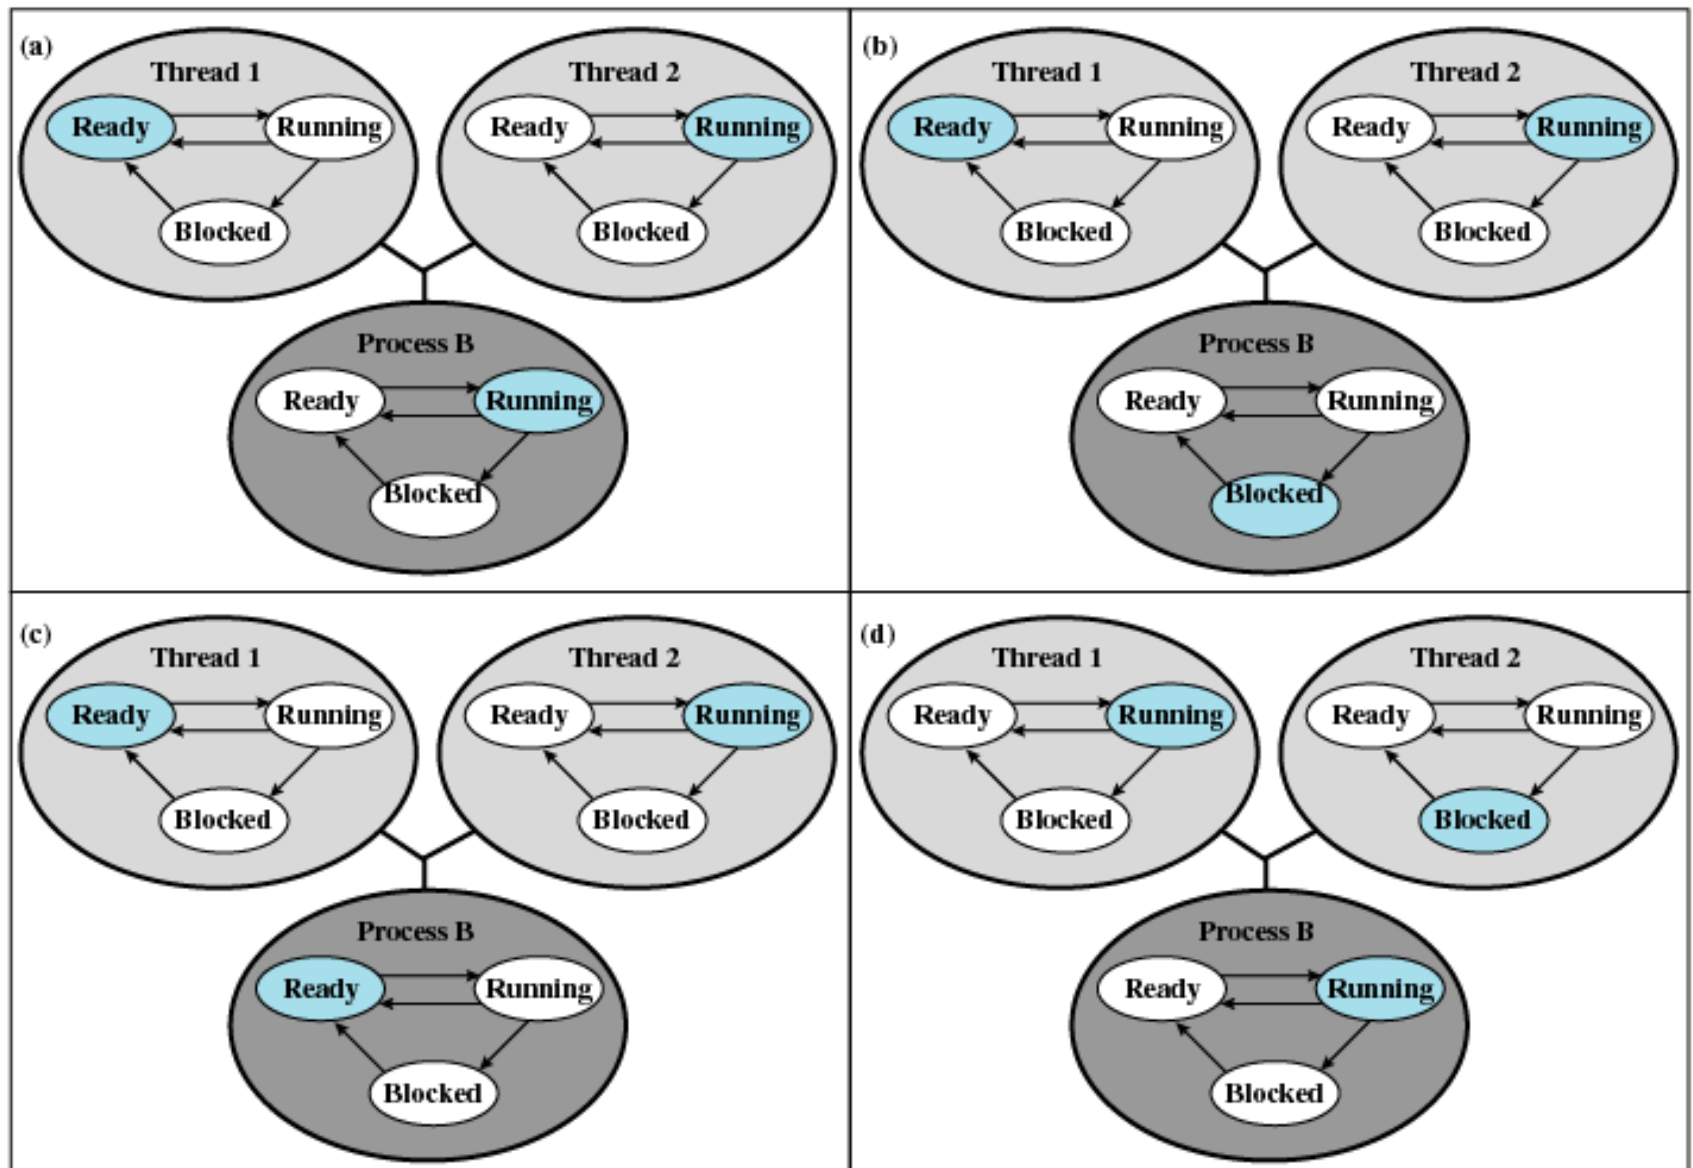 (a)
Thread 1
Ready Running
Blocked
Thread 2
Ready Running
Blocked
Process B
Ready Running
Blocked
(b)
Thread 1
Ready Running
Blocked
Thread 2
Ready Running
Blocked
Process B
Ready Running
Blocked
(c)
Thread 1
Ready Running
Blocked
Thread 2
Ready Running
Blocked
Process B
Ready Running
Blocked
(d)
Thread 1
Ready Running
Blocked
Thread 2
Ready Running
Blocked
Process B
Ready Running
Blocked